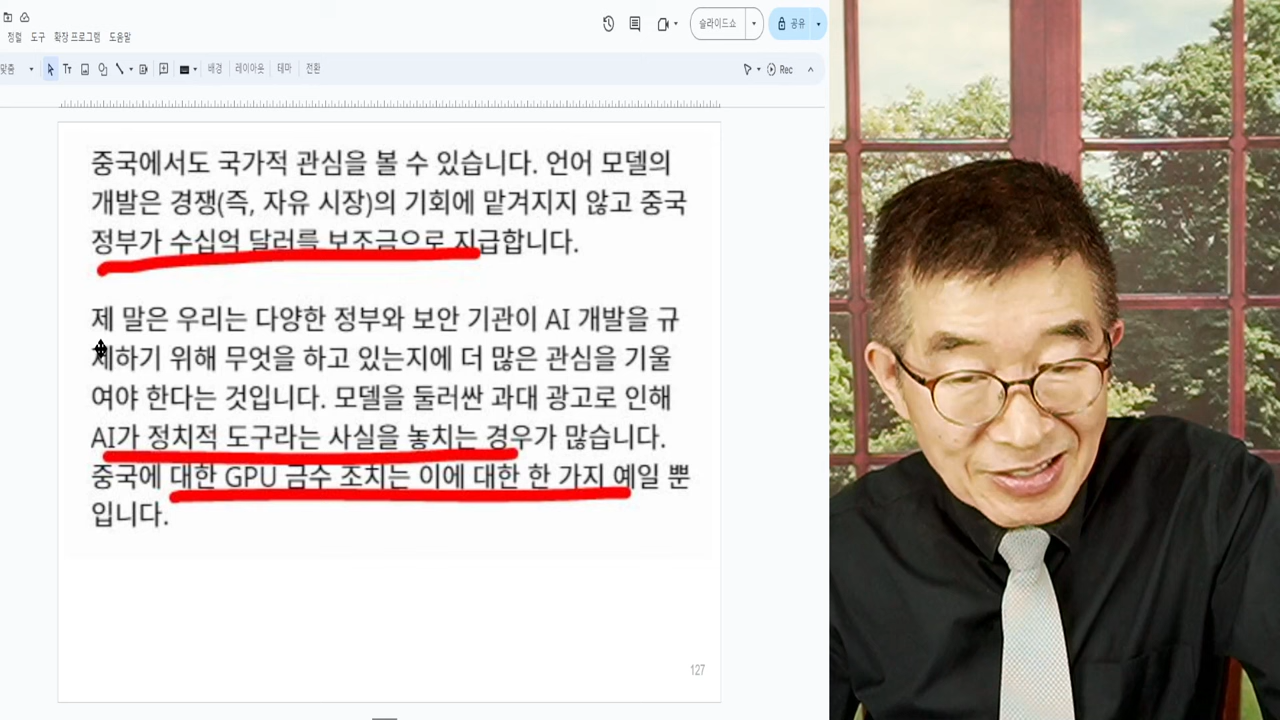 정렬 도구 확장 프로그램 도움말
슬라이드쇼
공유
맞춤
배경 레이아웃 테마 전환
Rec
중국에서도 국가적 관심을 볼 수 있습니다. 언어 모델의
개발은 경쟁(즉, 자유 시장)의 기회에 맡겨지지 않고 중국
정부가 수십억 달러를 보조금으로 지급합니다.
제 말은 우리는 다양한 정부와 보안 기관이 AI 개발을 규
제하기 위해 무엇을 하고 있는지에 더 많은 관심을 기울
여야 한다는 것입니다. 모델을 둘러싼 과대 광고로 인해
AI가 정치적 도구라는 사실을 놓치는 경우가 많습니다.
중국에 대한 GPU 금수 조치는 이에 대한 한 가지 예일 뿐
입니다.
127